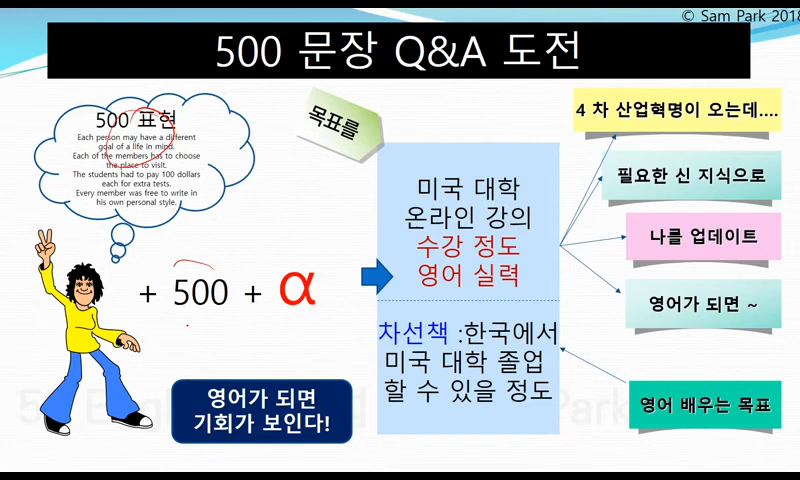 © Sam Park 2018
500 문장 Q&A 도전
500 표현
Each person may have a different
goal of a life in mind.
Each of the members has to choose
the place to visit.
The students had to pay 100 dollars
each for extra tests.
Every member was free to write in
his own personal style.
+ 500 + α
영어가 되면
기회가 보인다!
목표를
미국 대학
온라인 강의
수강 정도
영어 실력
차선책 :한국에서
미국 대학 졸업
할 수 있을 정도
4 차 산업혁명이 오는데....
필요한 신 지식으로
나를 업데이트
영어가 되면 ~
영어 배우는 목표